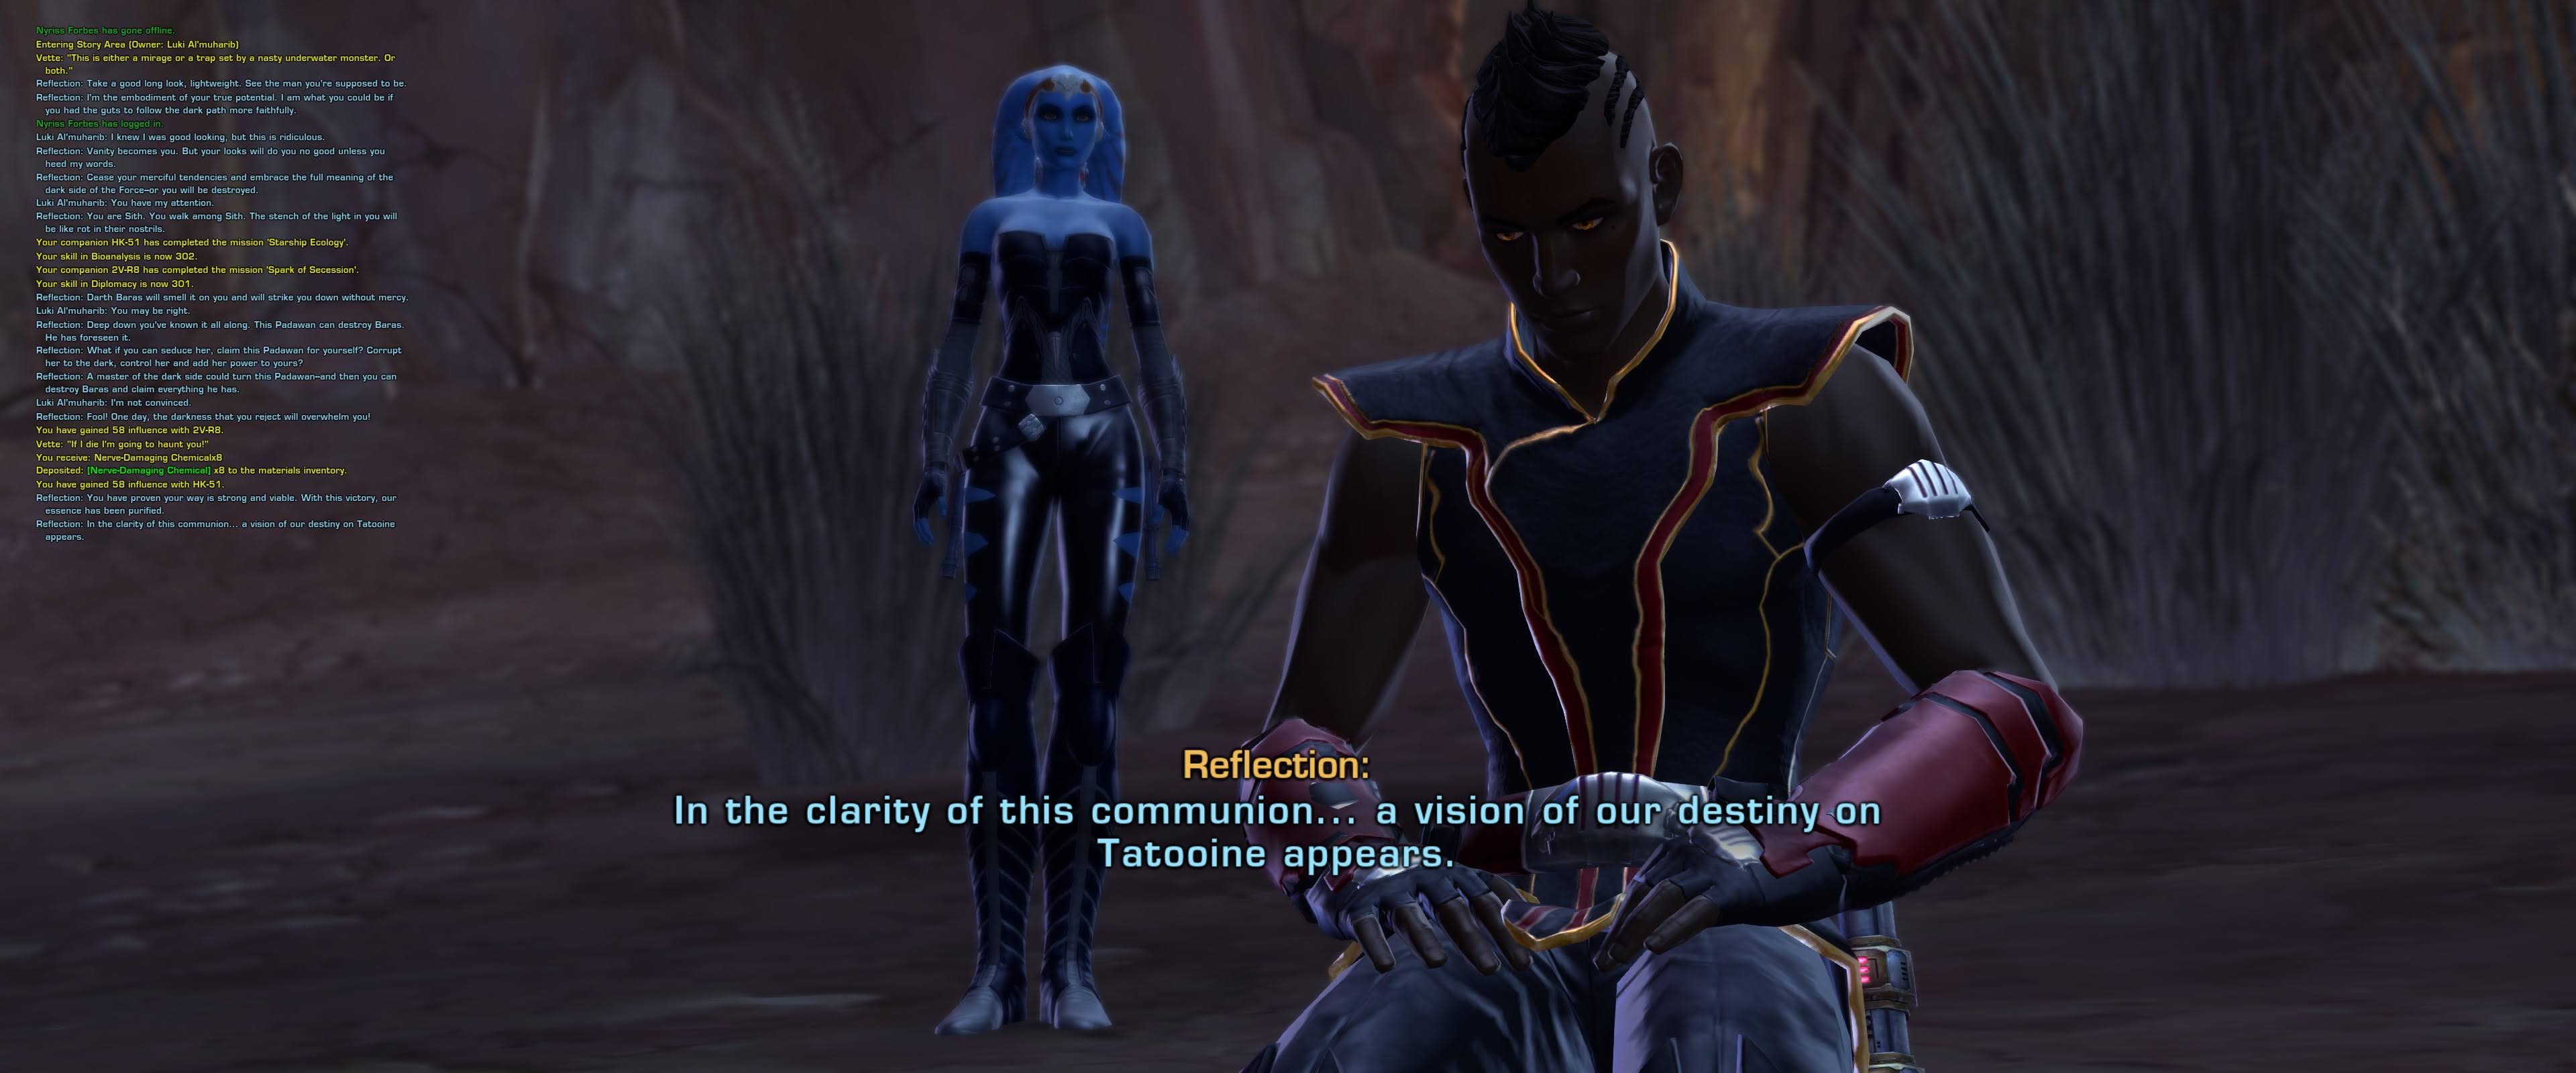 Nyriss Forbes has gone offline.
Entering Story Area (Owner: Luki Al'muharib)
Vette: "This is either a mirage or a trap set by a nasty underwater monster. Or
both."
Reflection: Take a good long look, lightweight. See the man you're supposed to be.
Reflection: I'm the embodiment of your true potential. I am what you could be if
you had the guts to follow the dark path more faithfully.
Nyriss Forbes has logged in.
Luki Al'muharib: I knew I was good looking, but this is ridiculous.
Reflection: Vanity becomes you. But your looks will do you no good unless you
heed my words.
Reflection: Cease your merciful tendencies and embrace the full meaning of the
dark side of the Force—or you will be destroyed.
Luki Al'muharib: You have my attention.
Reflection: You are Sith. You walk among Sith. The stench of the light in you will
be like rot in their nostrils.
Your companion HK-51 has completed the mission 'Starship Ecology'.
Your skill in Bioanalysis is now 302.
Your companion 2V-R8 has completed the mission 'Spark of Secession'.
Your skill in Diplomacy is now 301.
Reflection: Darth Baras will smell it on you and will strike you down without mercy.
Luki Al'muharib: You may be right.
Reflection: Deep down you've known it all along. This Padawan can destroy Baras.
He has foreseen it.
Reflection: What if you can seduce her, claim this Padawan for yourself? Corrupt
her to the dark, control her and add her power to yours?
Reflection: A master of the dark side could turn this Padawan—and then you can
destroy Baras and claim everything he has.
Luki Al'muharib: I'm not convinced.
Reflection: Fool! One day, the darkness that you reject will overwhelm you!
You have gained 58 influence with 2V-R8.
Vette: "If I die I'm going to haunt you!"
You receive: Nerve-Damaging Chemicalx8
Deposited: [Nerve-Damaging Chemical] x8 to the materials inventory.
You have gained 58 influence with HK-51.
Reflection: You have proven your way is strong and viable. With this victory, our
essence has been purified.
Reflection: In the clarity of this communion... a vision of our destiny on Tatooine
appears.
Reflection:
In the clarity of this communion... a vision of our destiny on
Tatooine appears.